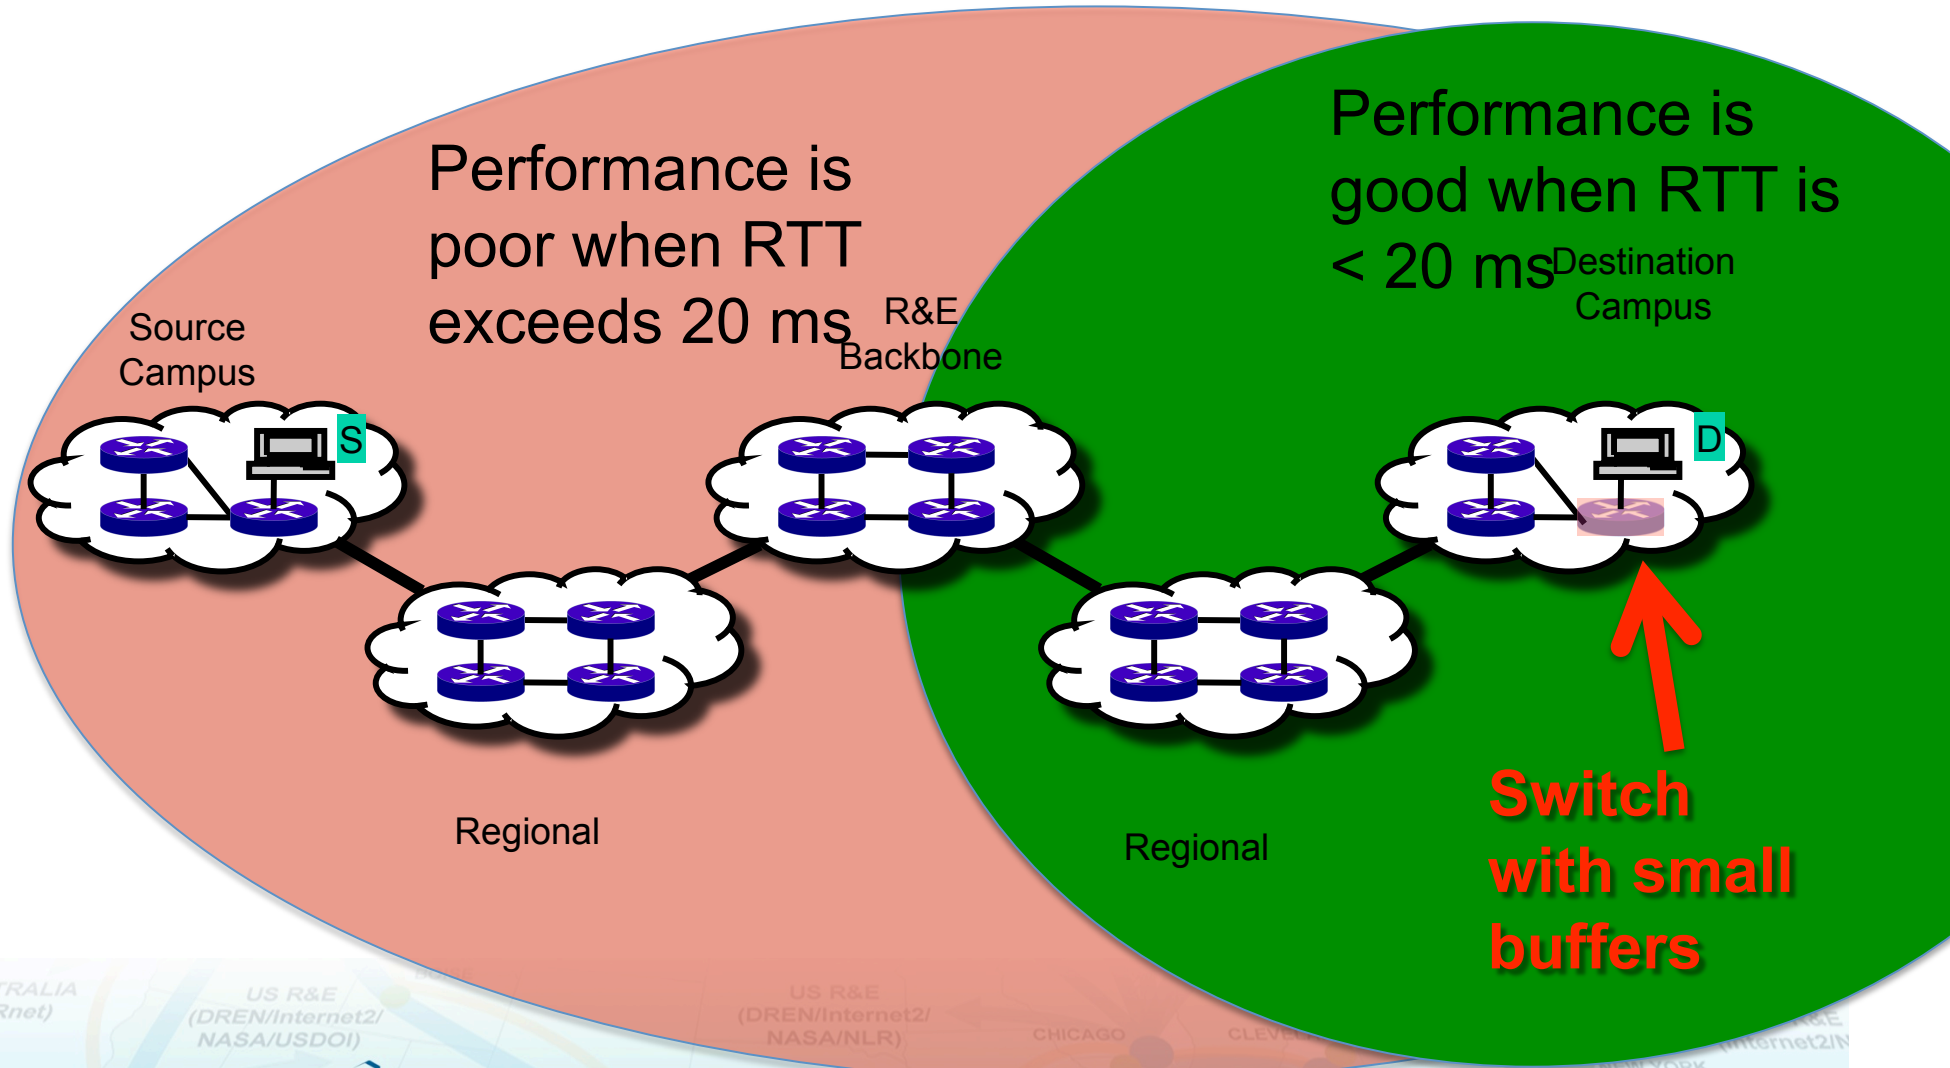 Performance is
poor when RTT
exceeds 20 ms
Performance is
good when RTT is
< 20 ms
Source
Campus
S
R&E
Backbone
Destination
Campus
D
Regional
Regional
Switch
with small
buffers
US R&E
(DREN/Internet2/
NASA/USDOI)
US R&E
(DREN/Internet2/
NASA/NLR)
CHICAGO